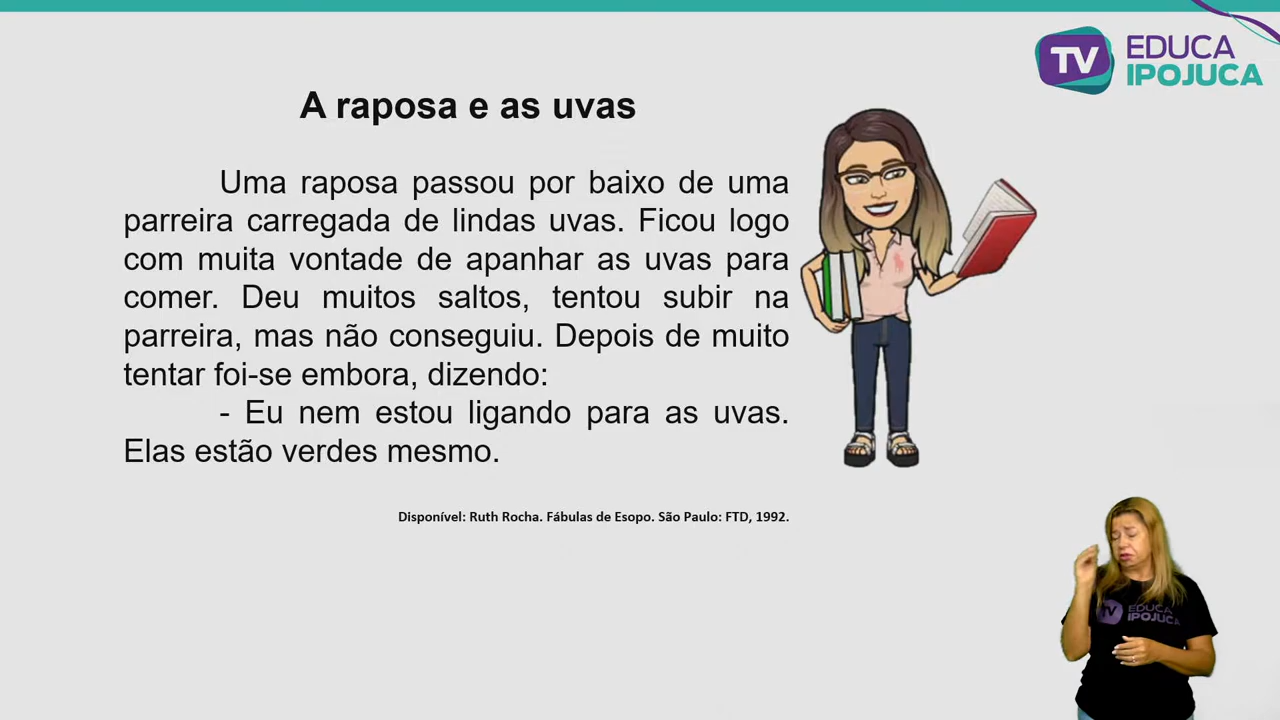 TV EDUCA
IPOJUCA
A raposa e as uvas
Uma raposa passou por baixo de uma
parreira carregada de lindas uvas. Ficou logo
com muita vontade de apanhar as uvas para
comer. Deu muitos saltos, tentou subir na
parreira, mas não conseguiu. Depois de muito
tentar foi-se embora, dizendo:
- Eu nem estou ligando para as uvas.
Elas estão verdes mesmo.
Disponível: Ruth Rocha. Fábulas de Esopo. São Paulo: FTD, 1992.
TV EDUCA
IPOJUCA